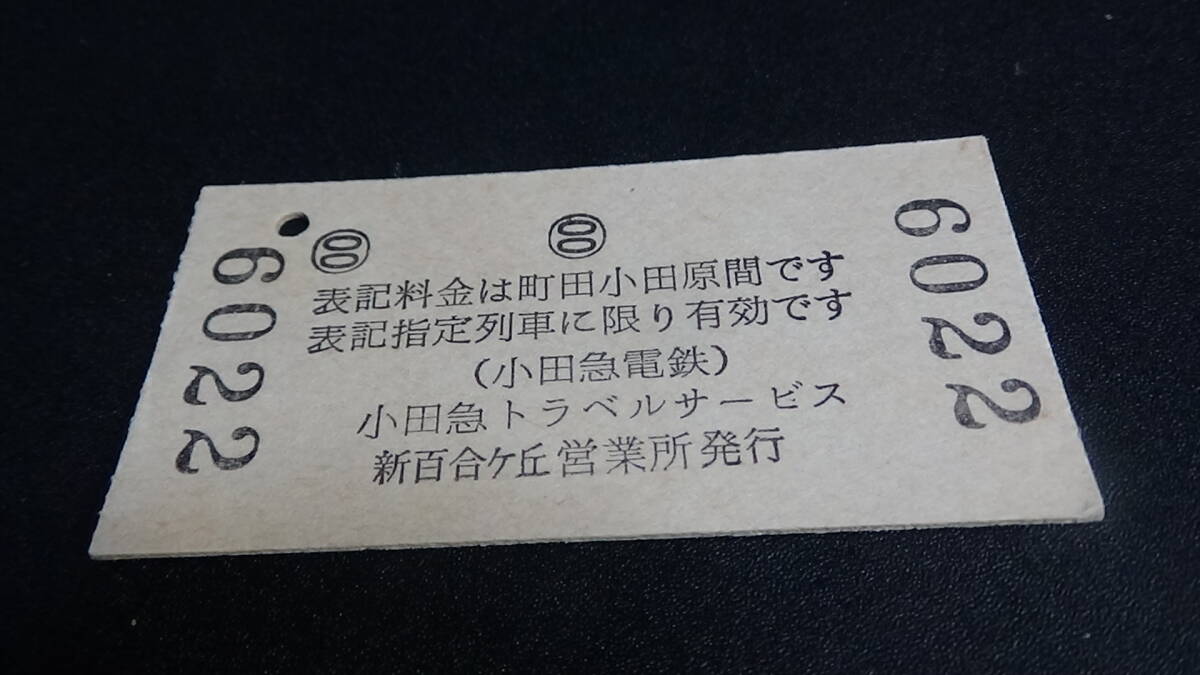 00 00
表記料金は町田小田原間です
表記指定列車に限り有効です
(小田急電鉄)
小田急トラベルサービス
新百合ケ丘営業所発行
6022
6022